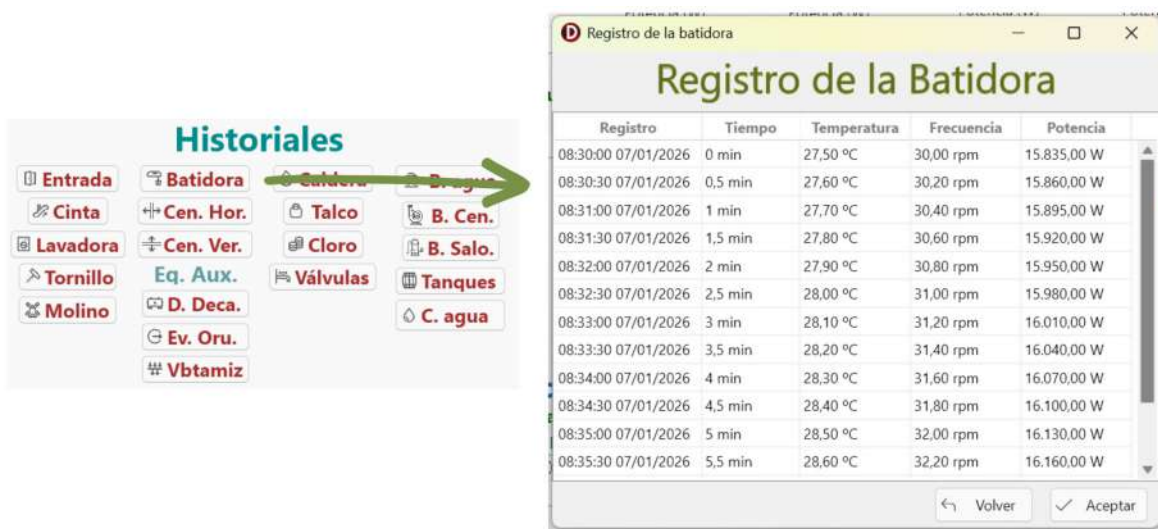 Historiales
Entrada
Cinta
Lavadora
Tornillo
Molino
Batidora
Cen. Hor.
Cen. Ver.
Eq. Aux.
D. Deca.
Ev. Oru.
Vbtamiz
Caldera
Talco
Cloro
Válvulas
B. Cen.
B. Salo.
Tanques
C. agua
Registro de la batidora
Registro de la Batidora
Registro Tiempo Temperatura Frecuencia Potencia
08:30:00 07/01/2026 0 min 27,50 ºC 30,00 rpm 15.835,00 W
08:30:30 07/01/2026 0,5 min 27,60 ºC 30,20 rpm 15.860,00 W
08:31:00 07/01/2026 1 min 27,70 ºC 30,40 rpm 15.895,00 W
08:31:30 07/01/2026 1,5 min 27,80 ºC 30,60 rpm 15.920,00 W
08:32:00 07/01/2026 2 min 27,90 ºC 30,80 rpm 15.950,00 W
08:32:30 07/01/2026 2,5 min 28,00 ºC 31,00 rpm 15.980,00 W
08:33:00 07/01/2026 3 min 28,10 ºC 31,20 rpm 16.010,00 W
08:33:30 07/01/2026 3,5 min 28,20 ºC 31,40 rpm 16.040,00 W
08:34:00 07/01/2026 4 min 28,30 ºC 31,60 rpm 16.070,00 W
08:34:30 07/01/2026 4,5 min 28,40 ºC 31,80 rpm 16.100,00 W
08:35:00 07/01/2026 5 min 28,50 ºC 32,00 rpm 16.130,00 W
08:35:30 07/01/2026 5,5 min 28,60 ºC 32,20 rpm 16.160,00 W
Volver Aceptar